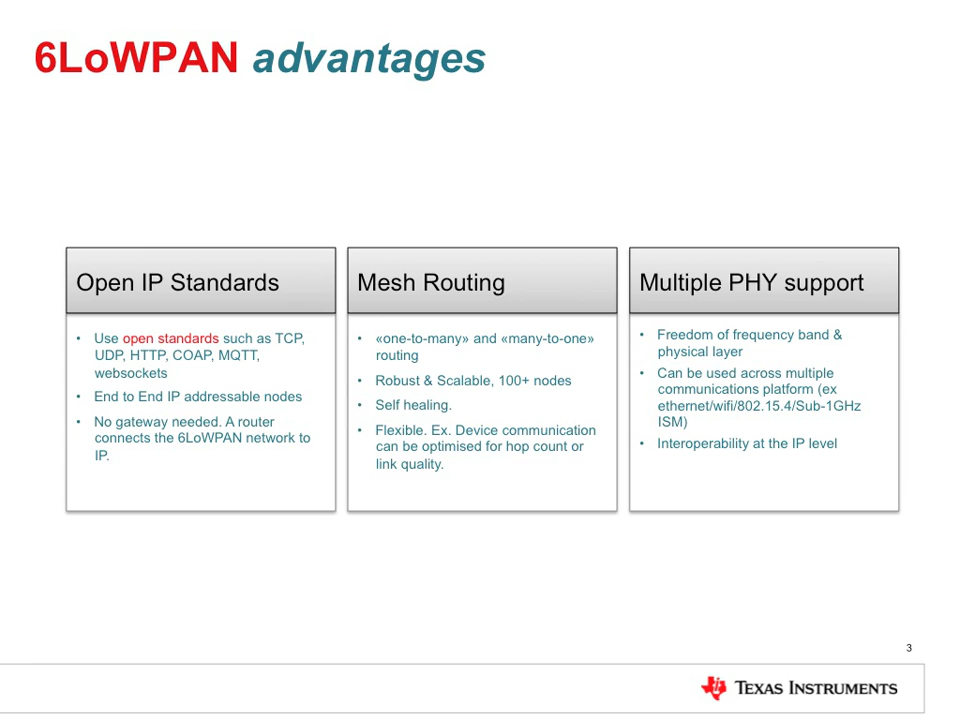 6LoWPAN advantages
Open IP Standards
• Use open standards such as TCP,
UDP, HTTP, COAP, MQTT,
websockets
• End to End IP addressable nodes
• No gateway needed. A router
connects the 6LoWPAN network to
IP.
Mesh Routing
• «one-to-many» and «many-to-one»
routing
• Robust & Scalable, 100+ nodes
• Self healing.
• Flexible. Ex. Device communication
can be optimised for hop count or
link quality.
Multiple PHY support
• Freedom of frequency band &
physical layer
• Can be used across multiple
communications platform (ex
ethernet/wifi/802.15.4/Sub-1GHz
ISM)
• Interoperability at the IP level
3
TEXAS INSTRUMENTS